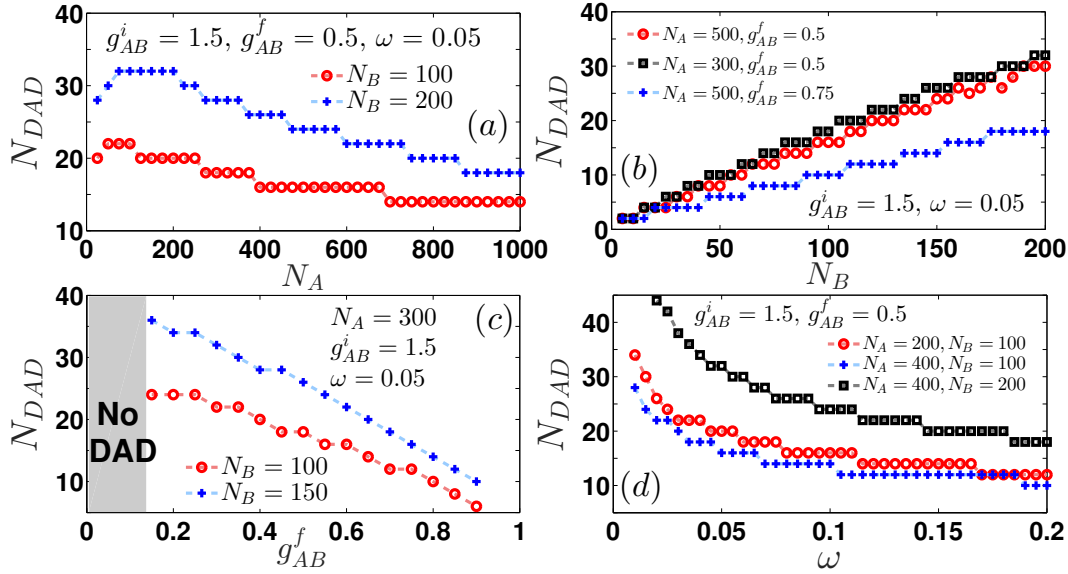 g^i_{AB} = 1.5, g^f_{AB} = 0.5, ω = 0.05
N_B = 100
N_B = 200
(a)
N_{DAD}
40
30
20
10
0 200 400 600 800 1000
N_A
N_A = 500, g^f_{AB} = 0.5
N_A = 300, g^f_{AB} = 0.5
N_A = 500, g^f_{AB} = 0.75
(b)
g^i_{AB} = 1.5, ω = 0.05
N_{DAD}
40
30
20
10
0
0 50 100 150 200
N_B
N_A = 300
g^i_{AB} = 1.5
ω = 0.05
(c)
No
DAD
N_B = 100
N_B = 150
N_{DAD}
40
30
20
10
0 0.2 0.4 0.6 0.8 1
g^f_{AB}
g^i_{AB} = 1.5, g^f_{AB} = 0.5
N_A = 200, N_B = 100
N_A = 400, N_B = 100
N_A = 400, N_B = 200
(d)
N_{DAD}
40
30
20
10
0 0.05 0.1 0.15 0.2
ω